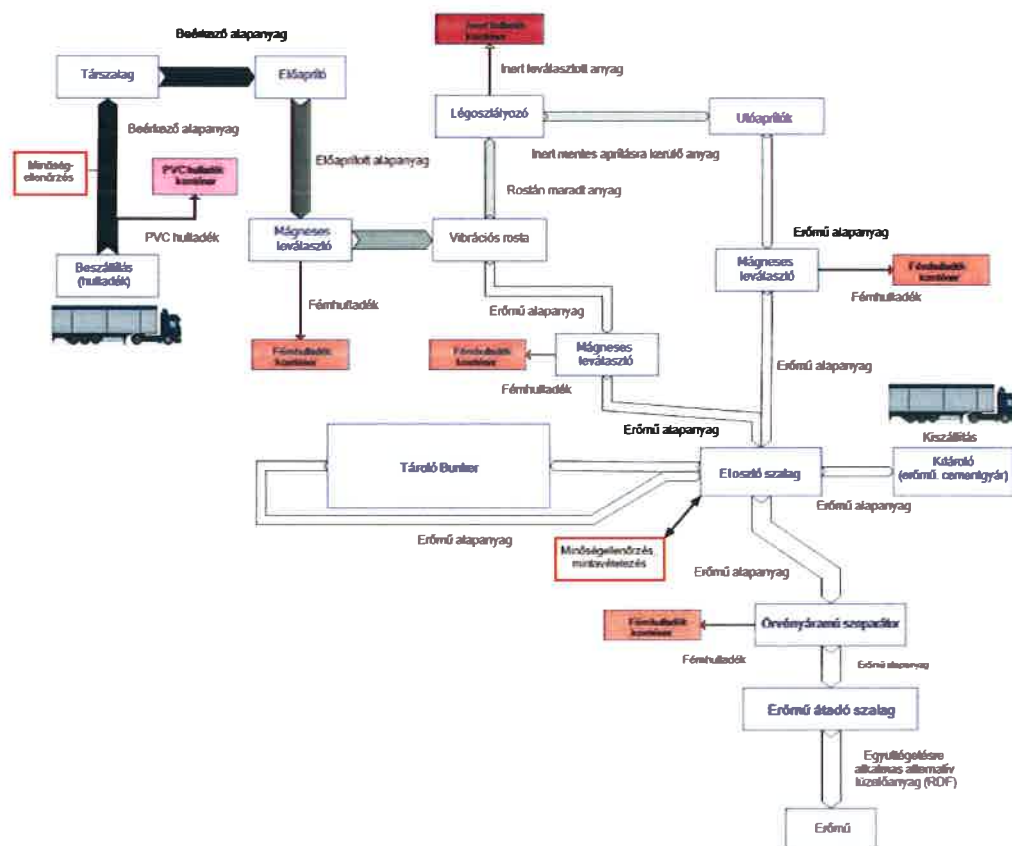 Beérkező alapanyag
Inert hulladék
konténer
Társzalag
Előaprító
Inert leválasztott anyag
Légosztályozó
Utóaprítók
Beérkező alapanyag
Minőség-
ellenőrzés
PVC hulladék
konténer
Előaprított alapanyag
Inert mentes aprításra kerülő anyag
Rostán maradt anyag
PVC hulladék
Mágneses
leválasztó
Vibrációs rosta
Erőmű alapanyag
Beszállítás
(hulladék)
Mágneses
leválasztó
Fémhulladék
konténer
Fémhulladék
Fémhulladék
Erőmű alapanyag
Fémhulladék
konténer
Fémhulladék
konténer
Mágneses
leválasztó
Erőmű alapanyag
Fémhulladék
Erőmű alapanyag
Kiszállítás
Tároló Bunker
Elosztó szalag
Kitároló
(erőmű, cementgyár)
Erőmű alapanyag
Erőmű alapanyag
Minőségellenőrzés,
mintavételezés
Erőmű alapanyag
Fémhulladék
konténer
Örvényáramú szeparátor
Fémhulladék
Erőmű alapanyag
Erőmű átadó szalag
Együttégetésre
alkalmas alternatív
tüzelőanyag (RDF)
Erőmű